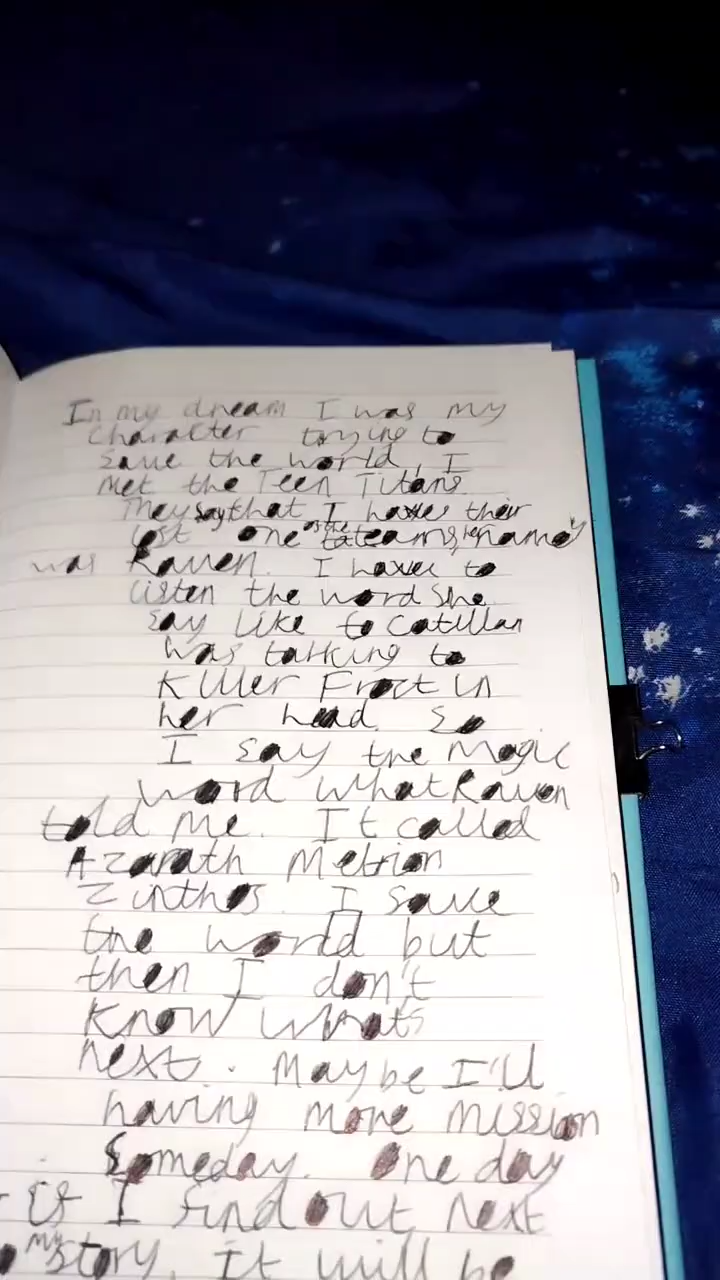 In my dream I was my
character trying to
save the world, I
met the Teen Titans
They say that I have their
lost one as the teams, her name
was Raven. I have to
listen the word she
say like to Catillan
was talking to
Killer Froct in
her head. So
I say the Magic
word what Raven
told me. It called
Azarath Metrion
Zinthos. I save
the world but
then I don't
know what's
next. Maybe I'll
having more mission
someday. One day
if I find out next
my story. It will be